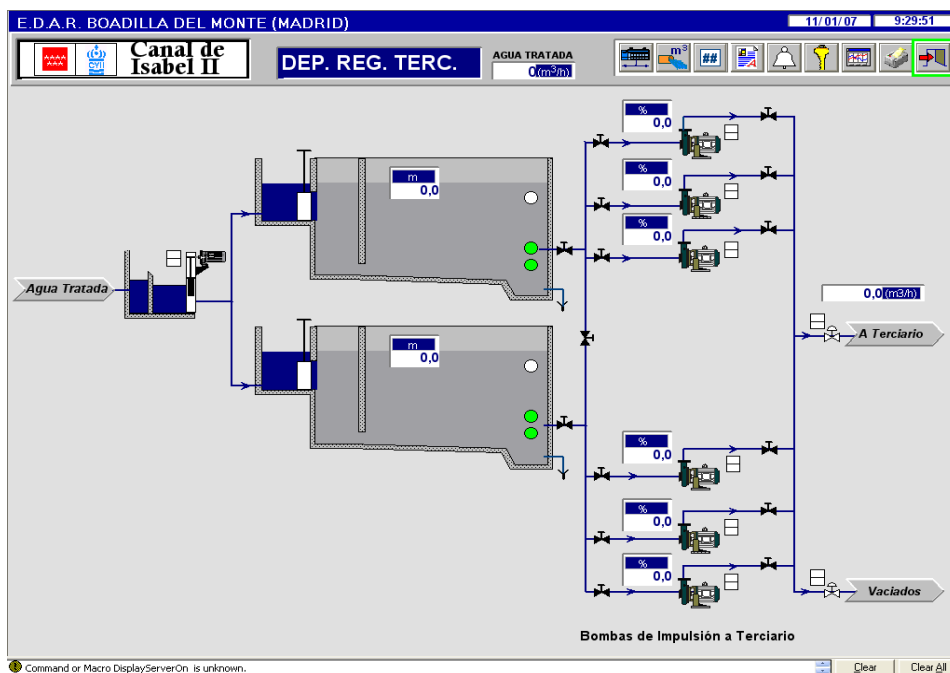 E.D.A.R. BOADILLA DEL MONTE (MADRID)
11/01/07
9:29:51
CYII
Canal de
Isabel II
DEP. REG. TERC.
AGUA TRATADA
0(m³/h)
m³
##
A
%
0,0
m
0,0
%
0,0
%
0,0
Agua Tratada
0,0(m3/h)
A Terciario
m
0,0
%
0,0
%
0,0
%
0,0
Vaciados
Bombas de Impulsión a Terciario
Command or Macro DisplayServerOn is unknown.
Clear
Clear All